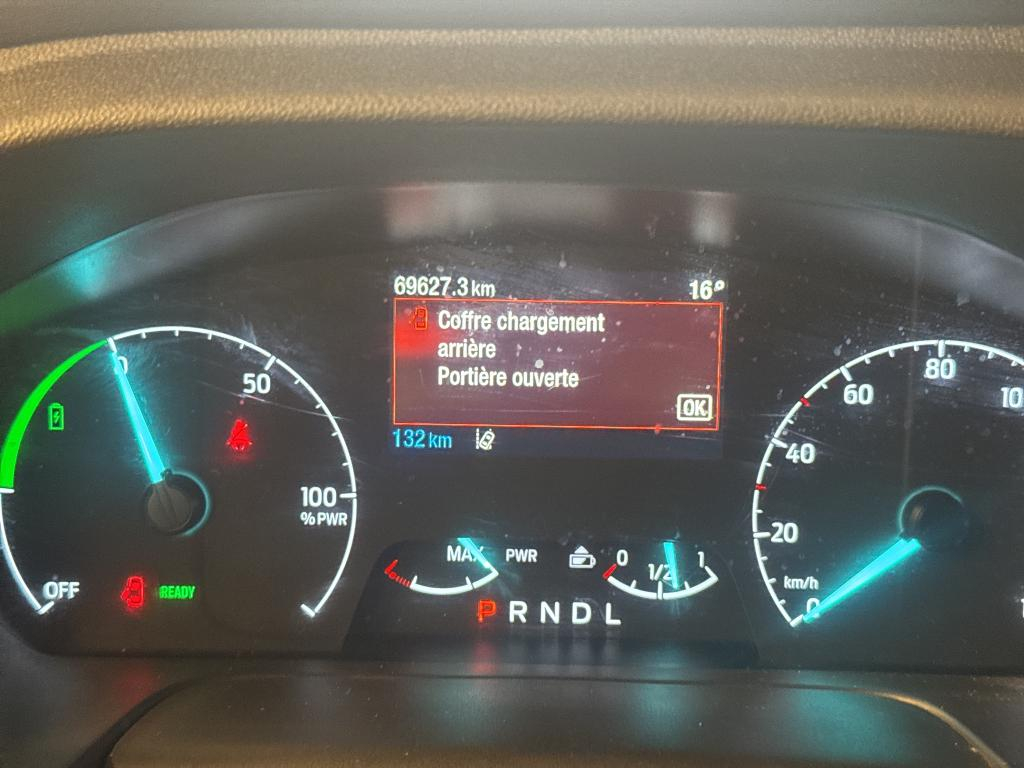 69627.3 km 16°
Coffre chargement
arrière
Portière ouverte
OK
132 km
0
50
100
% PWR
OFF
READY
MAX PWR
0 1/2 1
P R N D L
0
20
40
60
80
km/h